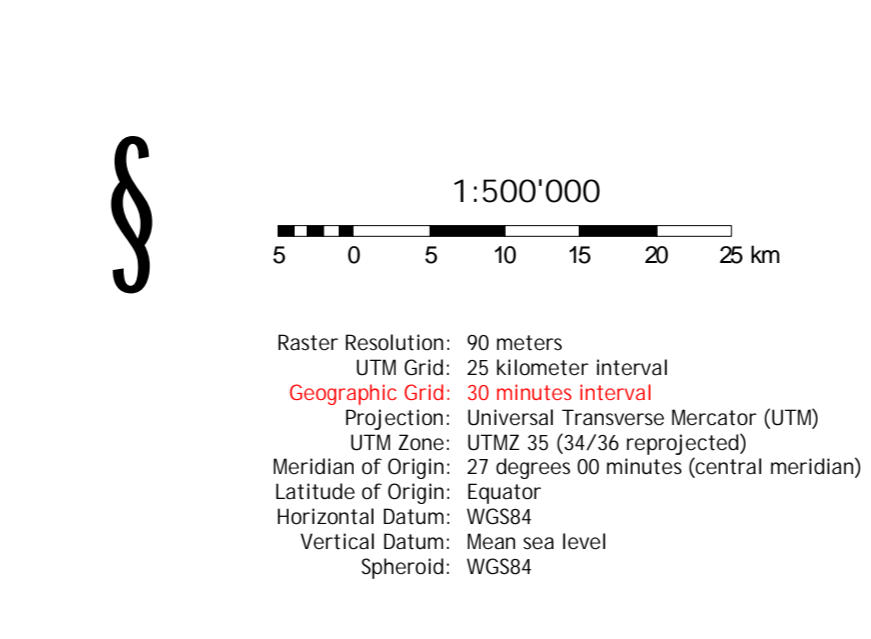 §
1:500'000
5 0 5 10 15 20 25 km
Raster Resolution: 90 meters
UTM Grid: 25 kilometer interval
Geographic Grid: 30 minutes interval
Projection: Universal Transverse Mercator (UTM)
UTM Zone: UTMZ 35 (34/36 reprojected)
Meridian of Origin: 27 degrees 00 minutes (central meridian)
Latitude of Origin: Equator
Horizontal Datum: WGS84
Vertical Datum: Mean sea level
Spheroid: WGS84